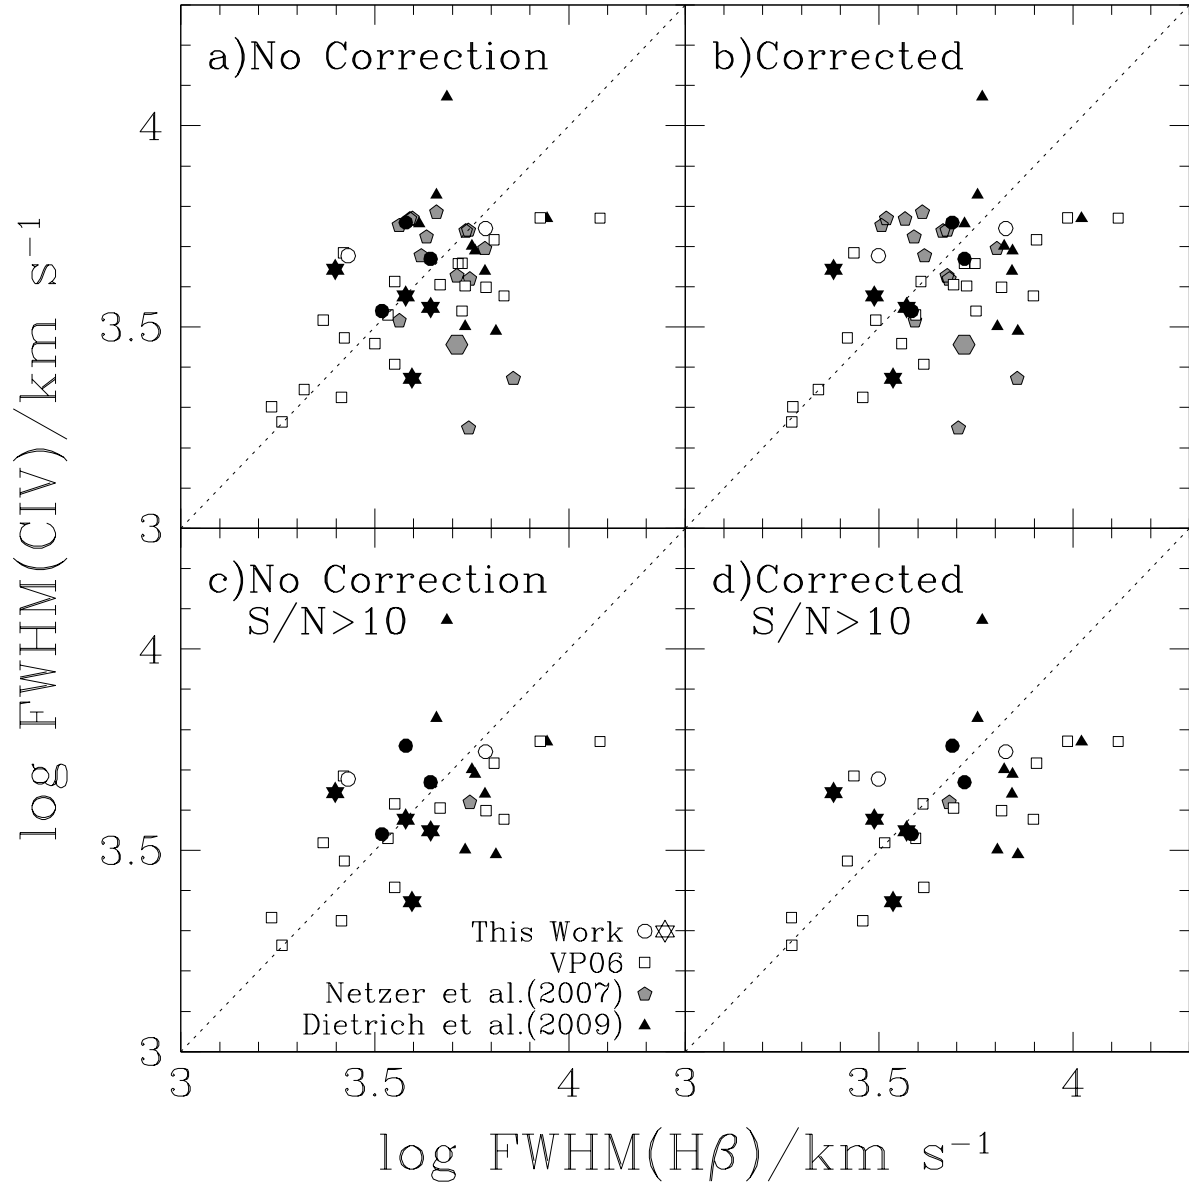 a)No Correction
b)Corrected
4
3.5
3
c)No Correction
S/N>10
d)Corrected
S/N>10
4
3.5
3
This Work
VP06
Netzer et al.(2007)
Dietrich et al.(2009)
3
3.5
4
3
3.5
4
log FWHM(Hβ)/km s⁻¹
log FWHM(CIV)/km s⁻¹